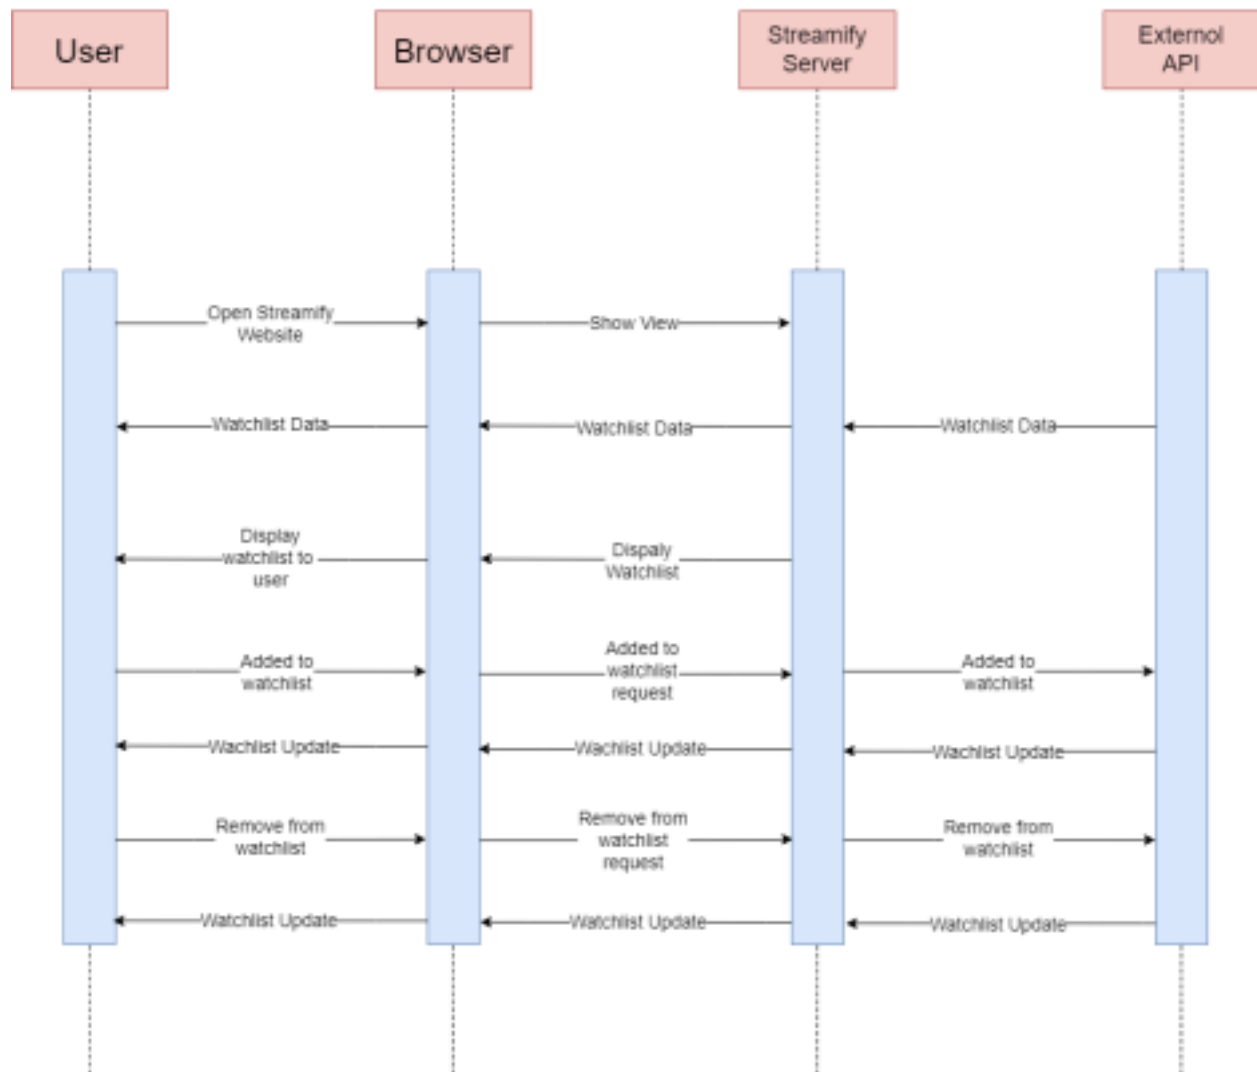 User
Browser
Streamify
Server
Externol
API
Open Streamify
Website
Show View
Watchlist Data
Watchlist Data
Watchlist Data
Display
watchlist to
user
Dispaly
Watchlist
Added to
watchlist
Added to
watchlist
request
Added to
watchlist
Wachlist Update
Wachlist Update
Wachlist Update
Remove from
watchlist
Remove from
watchlist
request
Remove from
watchlist
Watchlist Update
Watchlist Update
Watchlist Update